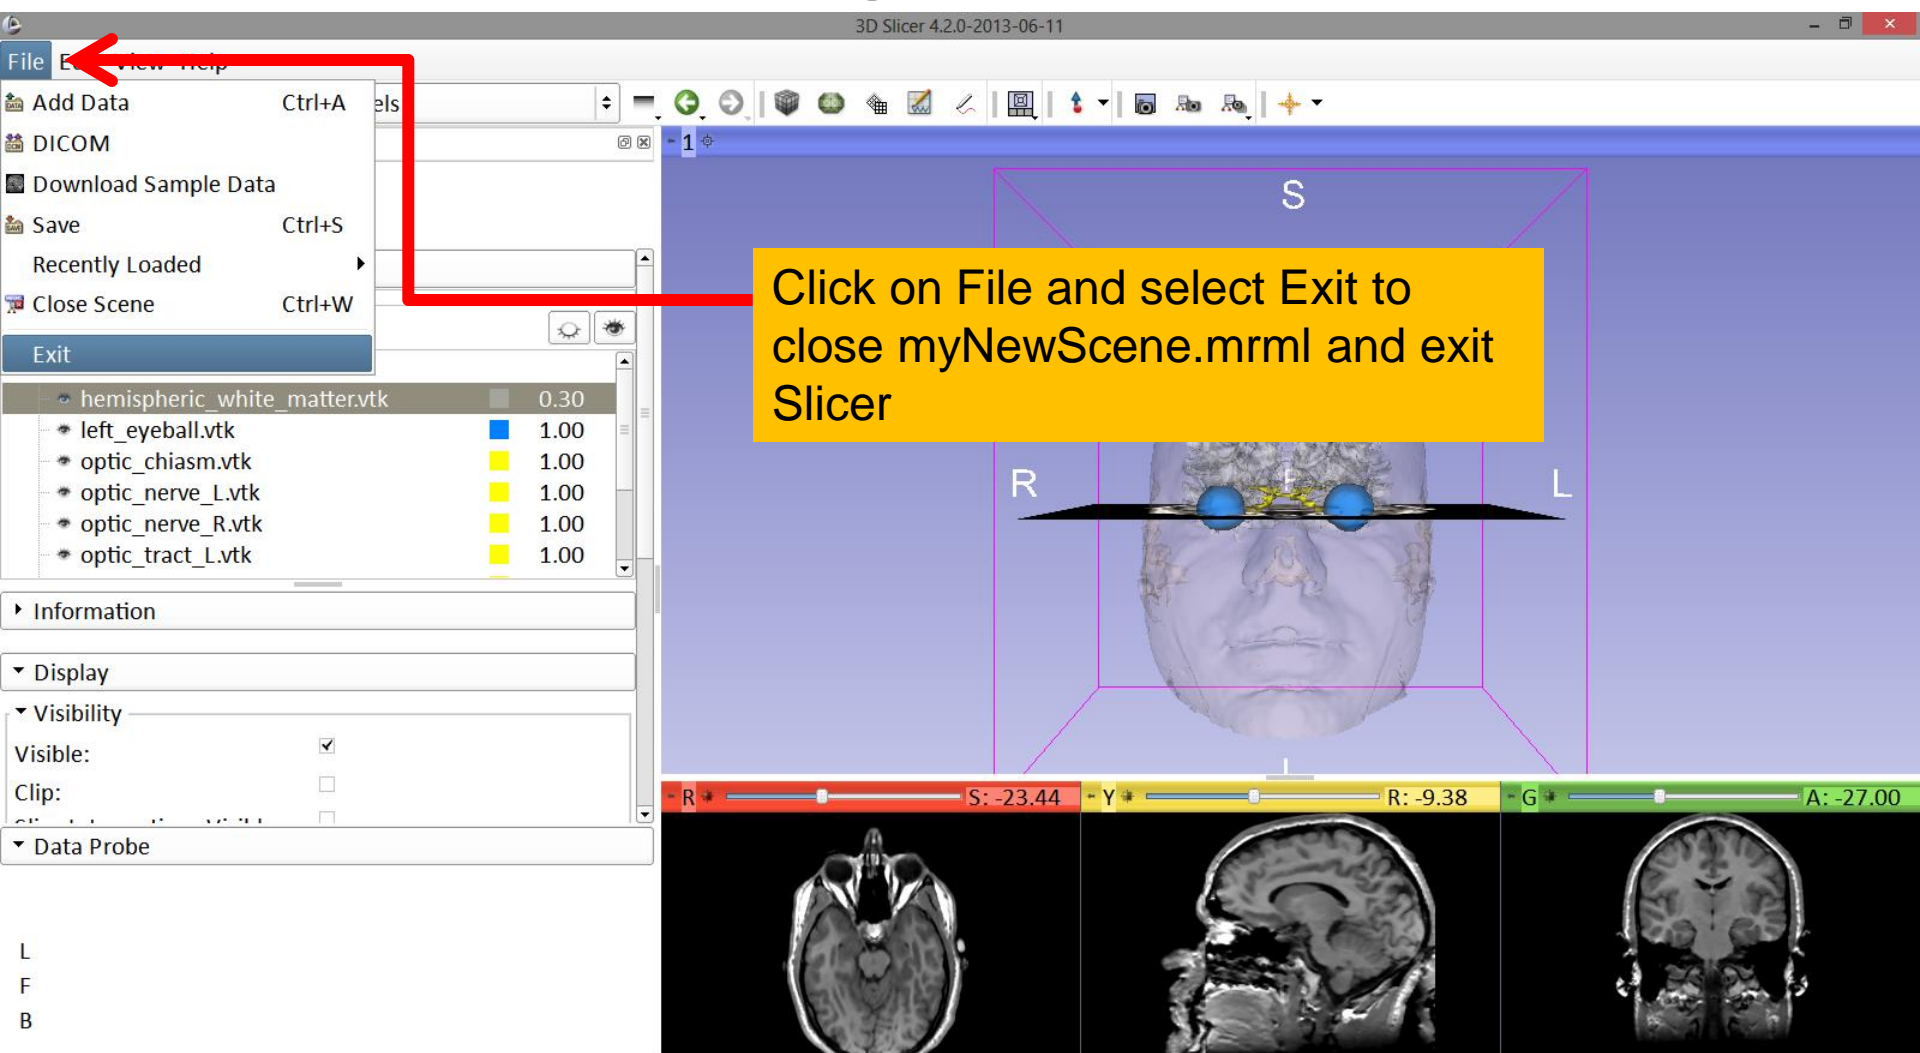 3D Slicer 4.2.0-2013-06-11
File
Add Data Ctrl+A
els
DICOM
Download Sample Data
Save Ctrl+S
Recently Loaded
Close Scene Ctrl+W
Exit
hemispheric_white_matter.vtk 0.30
left_eyeball.vtk 1.00
optic_chiasm.vtk 1.00
optic_nerve_L.vtk 1.00
optic_nerve_R.vtk 1.00
optic_tract_L.vtk 1.00
Information
Display
Visibility
Visible:
Clip:
Data Probe
L
F
B
1
S
Click on File and select Exit to
close myNewScene.mrml and exit
Slicer
R
L
R S: -23.44
Y R: -9.38
G A: -27.00